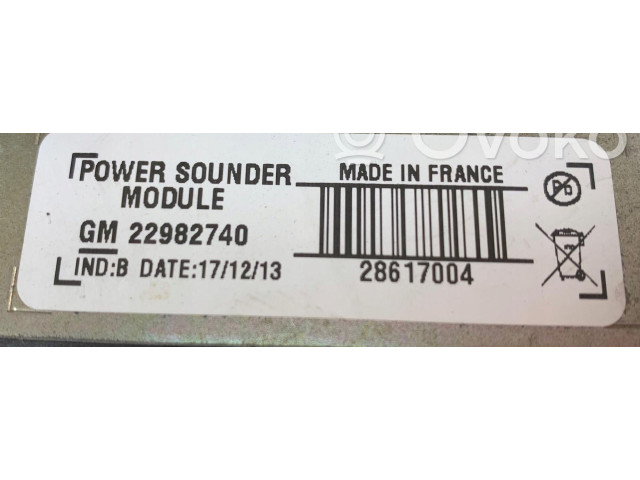 OVOKO
POWER SOUNDER
MODULE
GM 22982740
IND:B DATE:17/12/13
MADE IN FRANCE
28617004
Pb